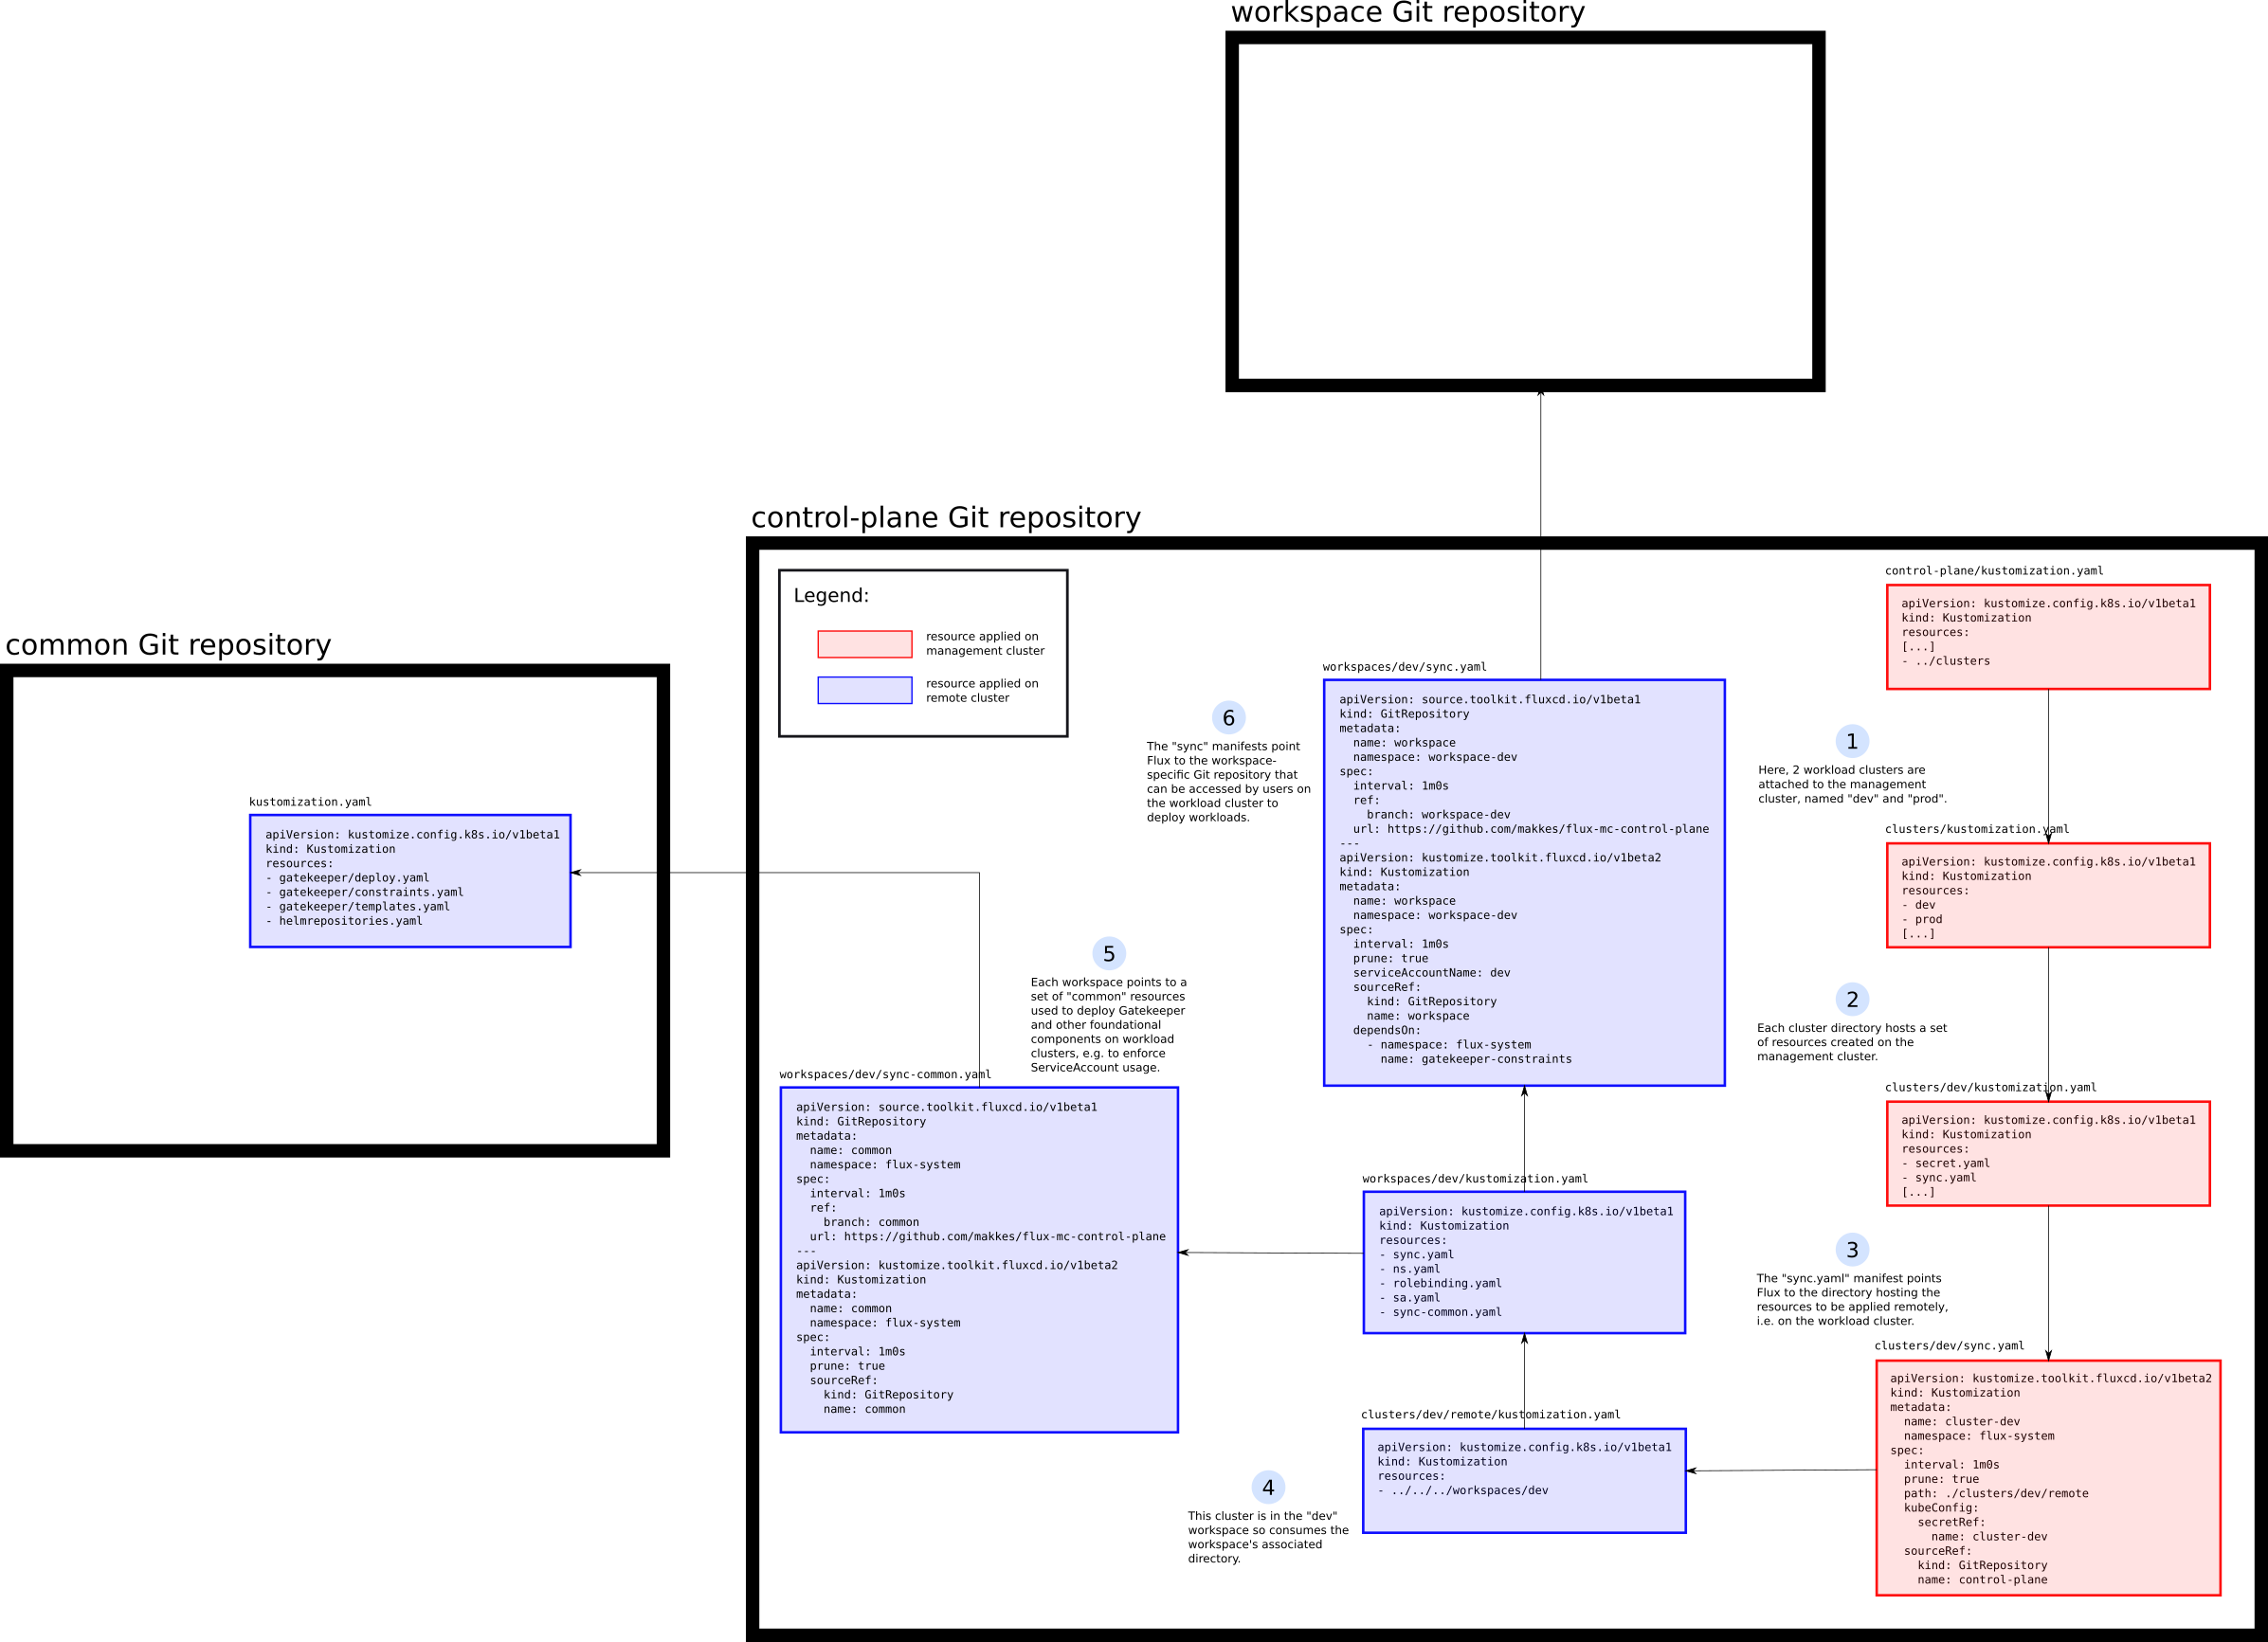 workspace Git repository
control-plane Git repository
common Git repository
kustomization.yaml
apiVersion: kustomize.config.k8s.io/v1beta1
kind: Kustomization
resources:
- gatekeeper/deploy.yaml
- gatekeeper/constraints.yaml
- gatekeeper/templates.yaml
- helmrepositories.yaml
Legend:
resource applied on
management cluster
resource applied on
remote cluster
control-plane/kustomization.yaml
apiVersion: kustomize.config.k8s.io/v1beta1
kind: Kustomization
resources:
[...]
- ../clusters
1
Here, 2 workload clusters are
attached to the management
cluster, named "dev" and "prod".
clusters/kustomization.yaml
apiVersion: kustomize.config.k8s.io/v1beta1
kind: Kustomization
resources:
- dev
- prod
[...]
2
Each cluster directory hosts a set
of resources created on the
management cluster.
clusters/dev/kustomization.yaml
apiVersion: kustomize.config.k8s.io/v1beta1
kind: Kustomization
resources:
- secret.yaml
- sync.yaml
[...]
3
The "sync.yaml" manifest points
Flux to the directory hosting the
resources to be applied remotely,
i.e. on the workload cluster.
clusters/dev/sync.yaml
apiVersion: kustomize.toolkit.fluxcd.io/v1beta2
kind: Kustomization
metadata:
  name: cluster-dev
  namespace: flux-system
spec:
  interval: 1m0s
  prune: true
  path: ./clusters/dev/remote
  kubeConfig:
    secretRef:
      name: cluster-dev
  sourceRef:
    kind: GitRepository
    name: control-plane
4
This cluster is in the "dev"
workspace so consumes the
workspace's associated
directory.
clusters/dev/remote/kustomization.yaml
apiVersion: kustomize.config.k8s.io/v1beta1
kind: Kustomization
resources:
- ../../../workspaces/dev
workspaces/dev/kustomization.yaml
apiVersion: kustomize.config.k8s.io/v1beta1
kind: Kustomization
resources:
- sync.yaml
- ns.yaml
- rolebinding.yaml
- sa.yaml
- sync-common.yaml
5
Each workspace points to a
set of "common" resources
used to deploy Gatekeeper
and other foundational
components on workload
clusters, e.g. to enforce
ServiceAccount usage.
workspaces/dev/sync-common.yaml
apiVersion: source.toolkit.fluxcd.io/v1beta1
kind: GitRepository
metadata:
  name: common
  namespace: flux-system
spec:
  interval: 1m0s
  ref:
    branch: common
  url: https://github.com/makkes/flux-mc-control-plane
---
apiVersion: kustomize.toolkit.fluxcd.io/v1beta2
kind: Kustomization
metadata:
  name: common
  namespace: flux-system
spec:
  interval: 1m0s
  prune: true
  sourceRef:
    kind: GitRepository
    name: common
6
The "sync" manifests point
Flux to the workspace-
specific Git repository that
can be accessed by users on
the workload cluster to
deploy workloads.
workspaces/dev/sync.yaml
apiVersion: source.toolkit.fluxcd.io/v1beta1
kind: GitRepository
metadata:
  name: workspace
  namespace: workspace-dev
spec:
  interval: 1m0s
  ref:
    branch: workspace-dev
  url: https://github.com/makkes/flux-mc-control-plane
---
apiVersion: kustomize.toolkit.fluxcd.io/v1beta2
kind: Kustomization
metadata:
  name: workspace
  namespace: workspace-dev
spec:
  interval: 1m0s
  prune: true
  serviceAccountName: dev
  sourceRef:
    kind: GitRepository
    name: workspace
  dependsOn:
    - namespace: flux-system
      name: gatekeeper-constraints